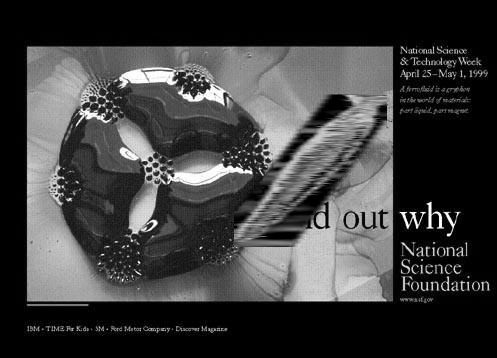 National Science
& Technology Week
April 25 – May 1, 1999
A ferrofluid is a gryphon
in the world of materials:
part liquid, part magnet.
d out why
National
Science
Foundation
www.nsf.gov
IBM • TIME For Kids • 3M • Ford Motor Company • Discover Magazine